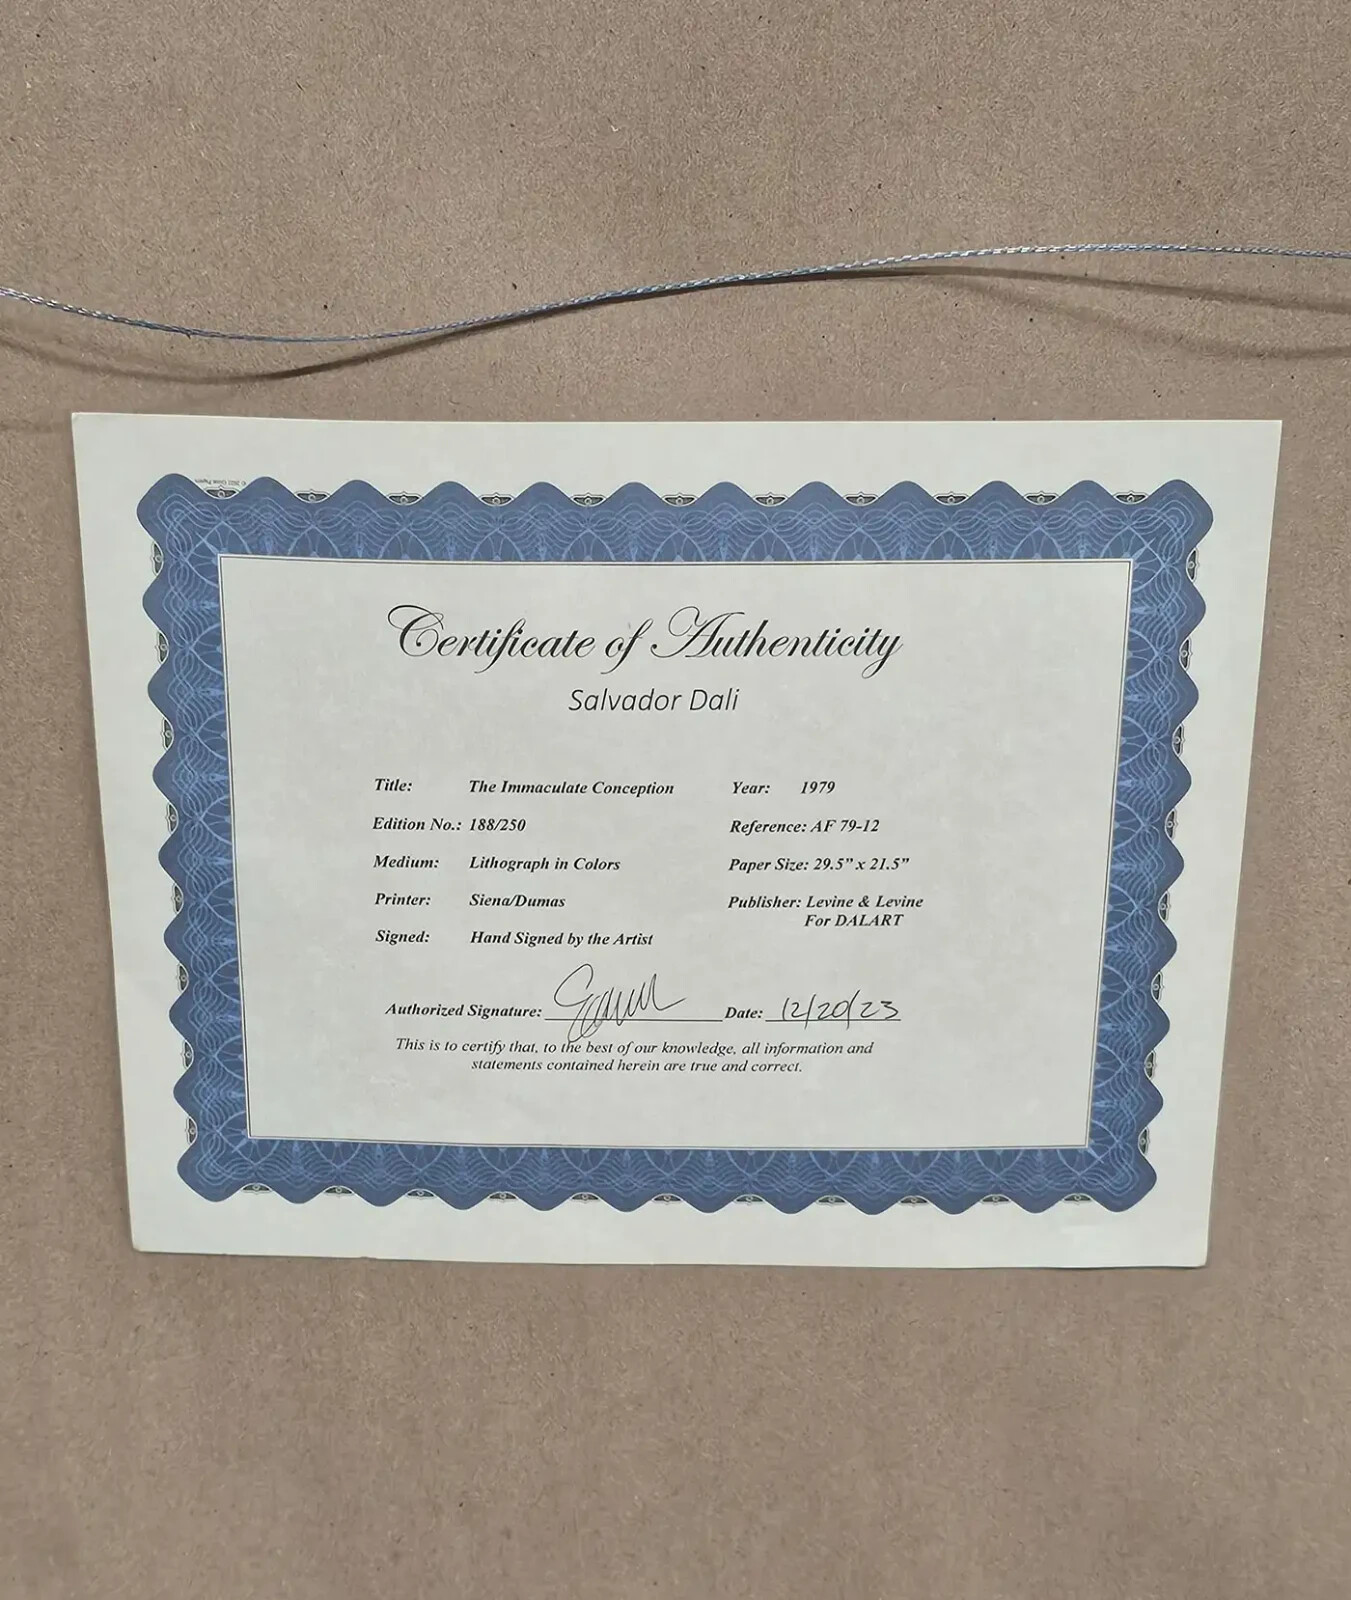 Certificate of Authenticity
Salvador Dali
Title: The Immaculate Conception Year: 1979
Edition No.: 188/250 Reference: AF 79-12
Medium: Lithograph in Colors Paper Size: 29.5” x 21.5”
Printer: Siena/Dumas Publisher: Levine & Levine
For DALART
Signed: Hand Signed by the Artist
Authorized Signature: Date: 12/20/23
This is to certify that, to the best of our knowledge, all information and
statements contained herein are true and correct.